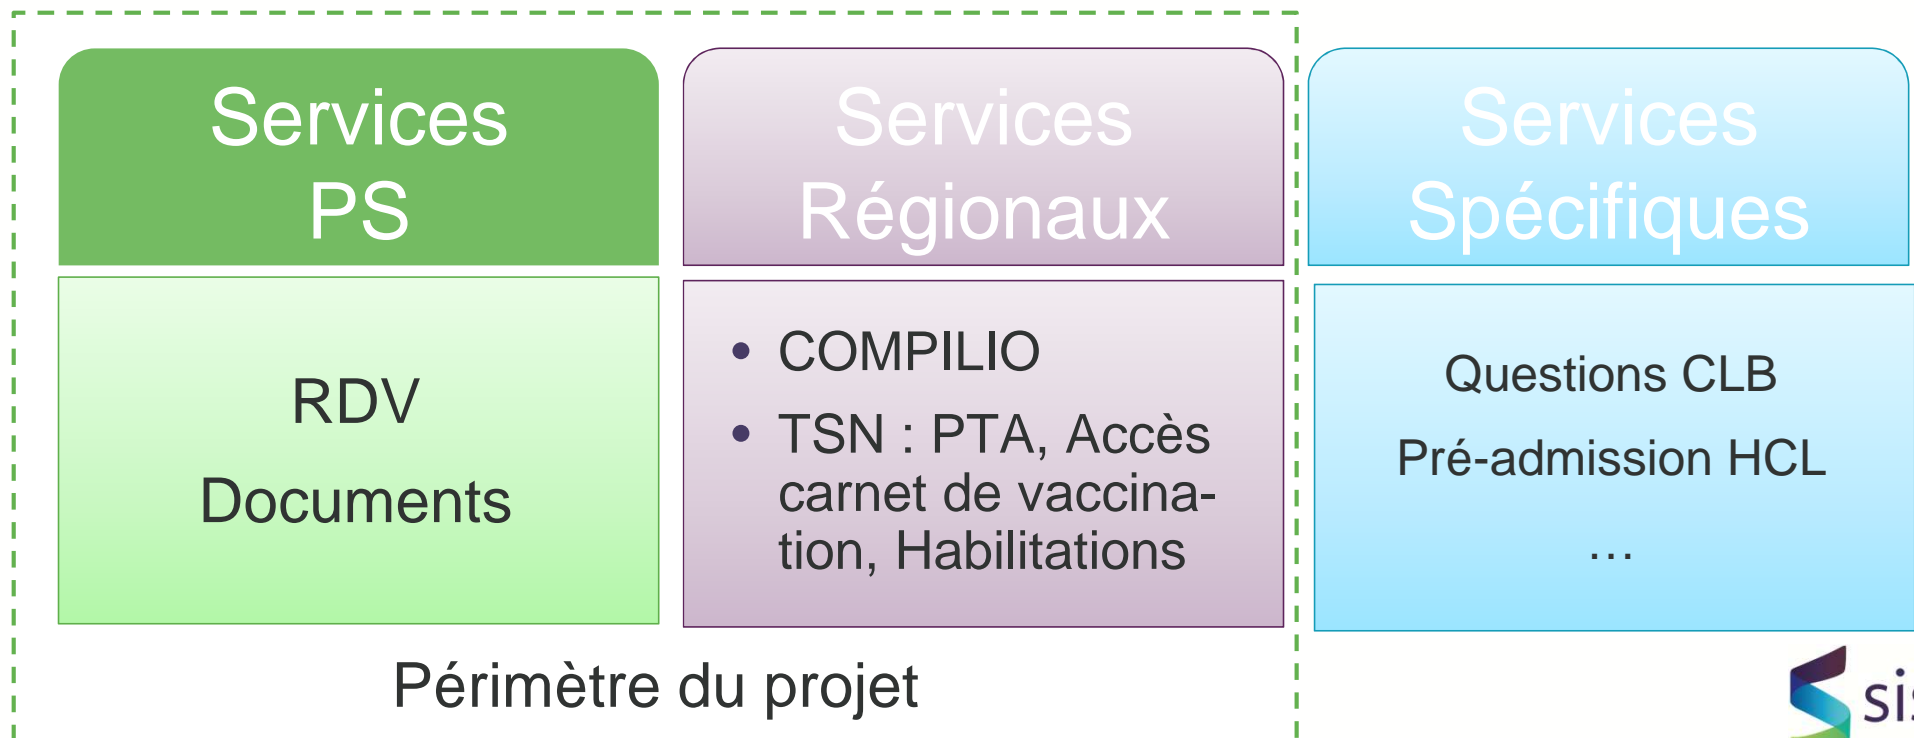 Services
PS
Services
Régionaux
Services
Spécifiques
RDV
Documents
• COMPILIO
• TSN : PTA, Accès
carnet de vaccina-
tion, Habilitations
Questions CLB
Pré-admission HCL
…
Périmètre du projet